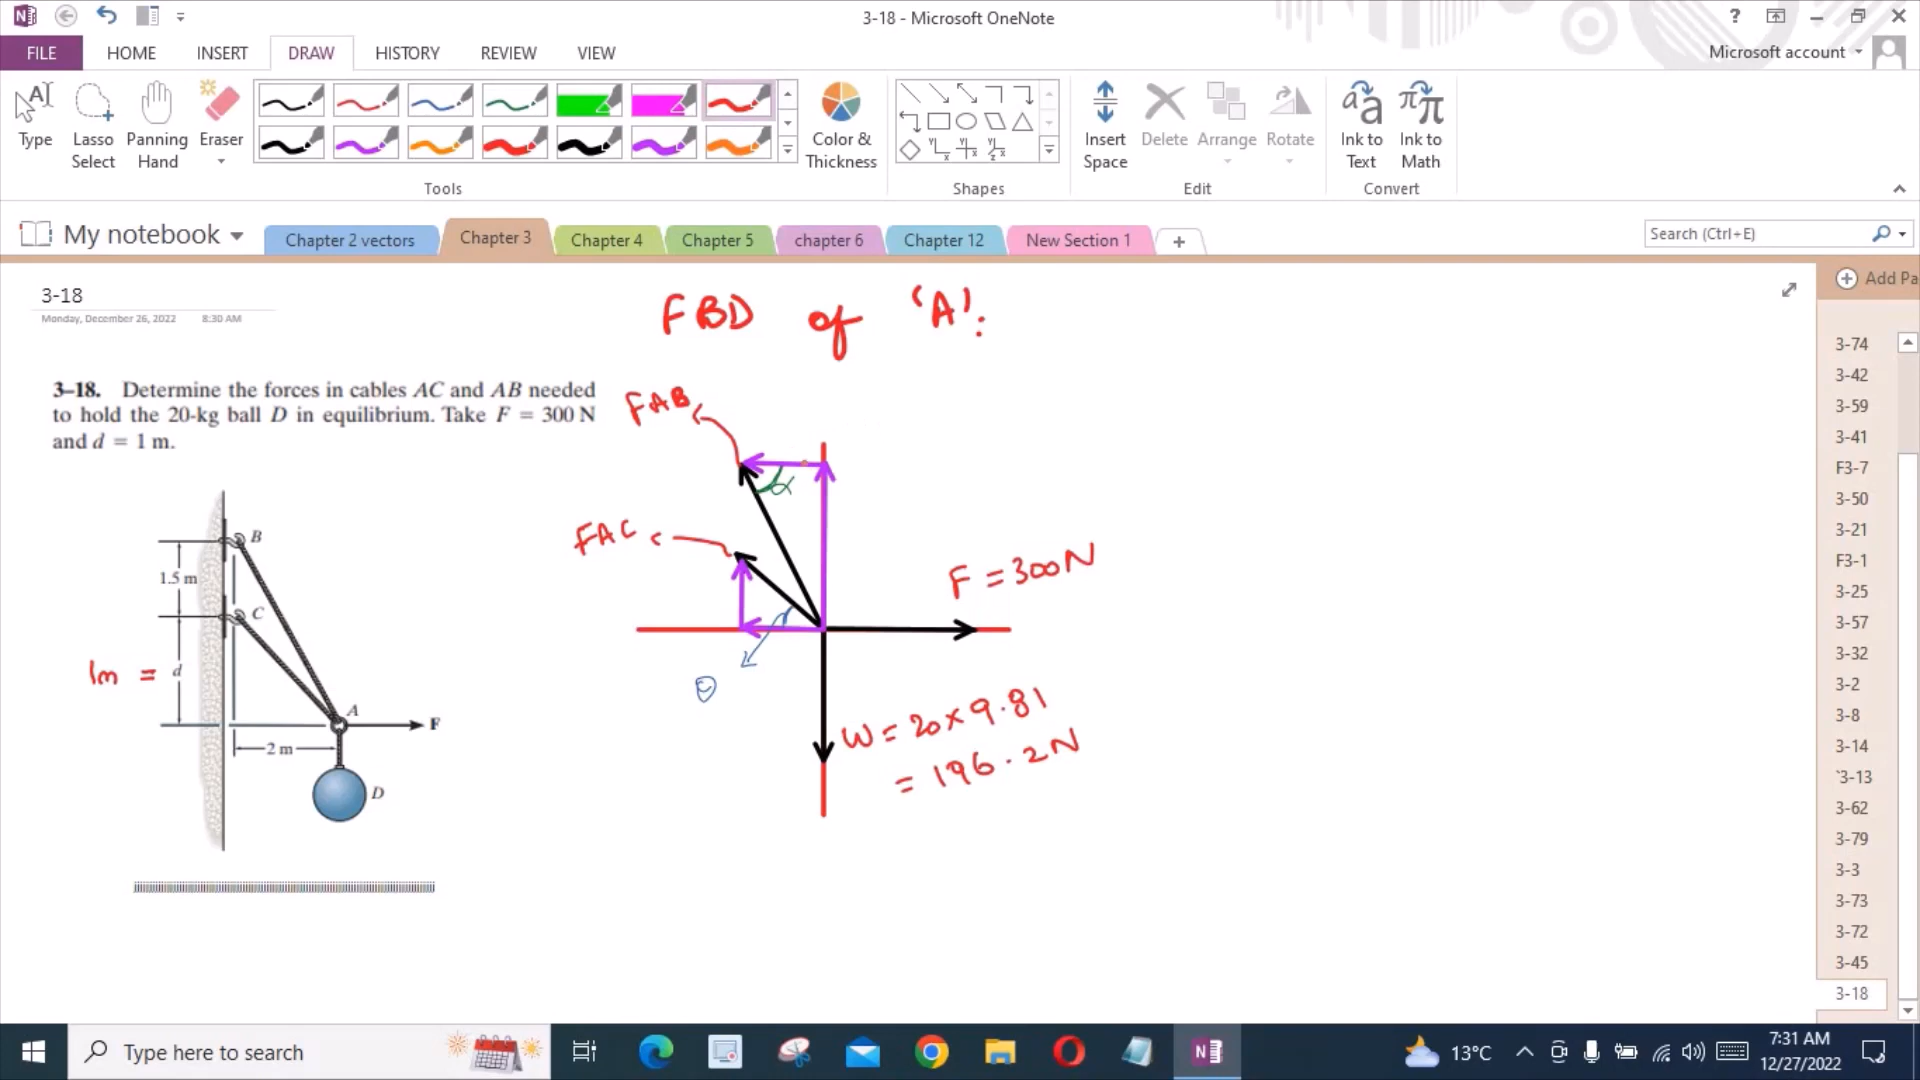 3-18 - Microsoft OneNote
?
FILE
HOME
INSERT
DRAW
HISTORY
REVIEW
VIEW
Microsoft account
Type
Lasso
Select
Panning
Hand
Eraser
Color &
Thickness
Insert
Space
Delete
Arrange
Rotate
Ink to
Text
Ink to
Math
Tools
Shapes
Edit
Convert
My notebook
Chapter 2 vectors
Chapter 3
Chapter 4
Chapter 5
chapter 6
Chapter 12
New Section 1
Search (Ctrl+E)
Add Pa
3-18
Monday, December 26, 2022 8:30 AM
FBD of 'A':
3–18. Determine the forces in cables AC and AB needed
to hold the 20-kg ball D in equilibrium. Take F = 300 N
and d = 1 m.
B
1.5 m
C
1m = d
A
F
2 m
D
FAB
α
FAC
F = 300N
θ
W = 20 × 9.81
= 196.2N
3-74
3-42
3-59
3-41
F3-7
3-50
3-21
F3-1
3-25
3-57
3-32
3-2
3-8
3-14
`3-13
3-62
3-79
3-3
3-73
3-72
3-45
3-18
Type here to search
13°C
7:31 AM
12/27/2022